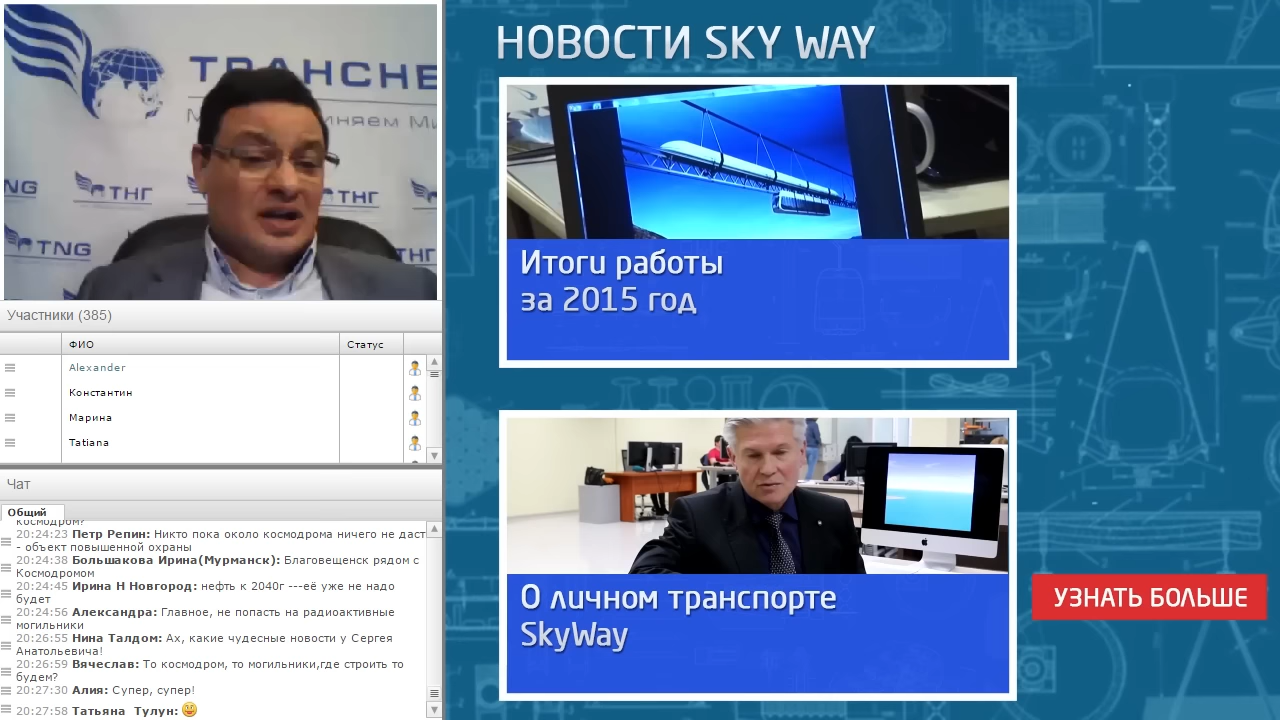 ТРАНСНЕ
няем Ми
NG
ТНГ
TNG
ТНГ
TNG
Участники (385)
ФИО
Статус
Alexander
Константин
Марина
Tatiana
Чат
Общий
космодром?
20:24:23 Петр Репин: Никто пока около космодрома ничего не даст
- объект повышенной охраны
20:24:38 Большакова Ирина(Мурманск): Благовещенск рядом с
Космодромом
20:24:45 Ирина Н Новгород: нефть к 2040г ---её уже не надо
будет
20:24:56 Александра: Главное, не попасть на радиоактивные
могильники
20:26:55 Нина Талдом: Ах, какие чудесные новости у Сергея
Анатольевича!
20:26:59 Вячеслав: То космодром, то могильники,где строить то
будем?
20:27:30 Алия: Супер, супер!
20:27:58 Татьяна Тулун:
НОВОСТИ SKY WAY
Итоги работы
за 2015 год
О личном транспорте
SkyWay
УЗНАТЬ БОЛЬШЕ